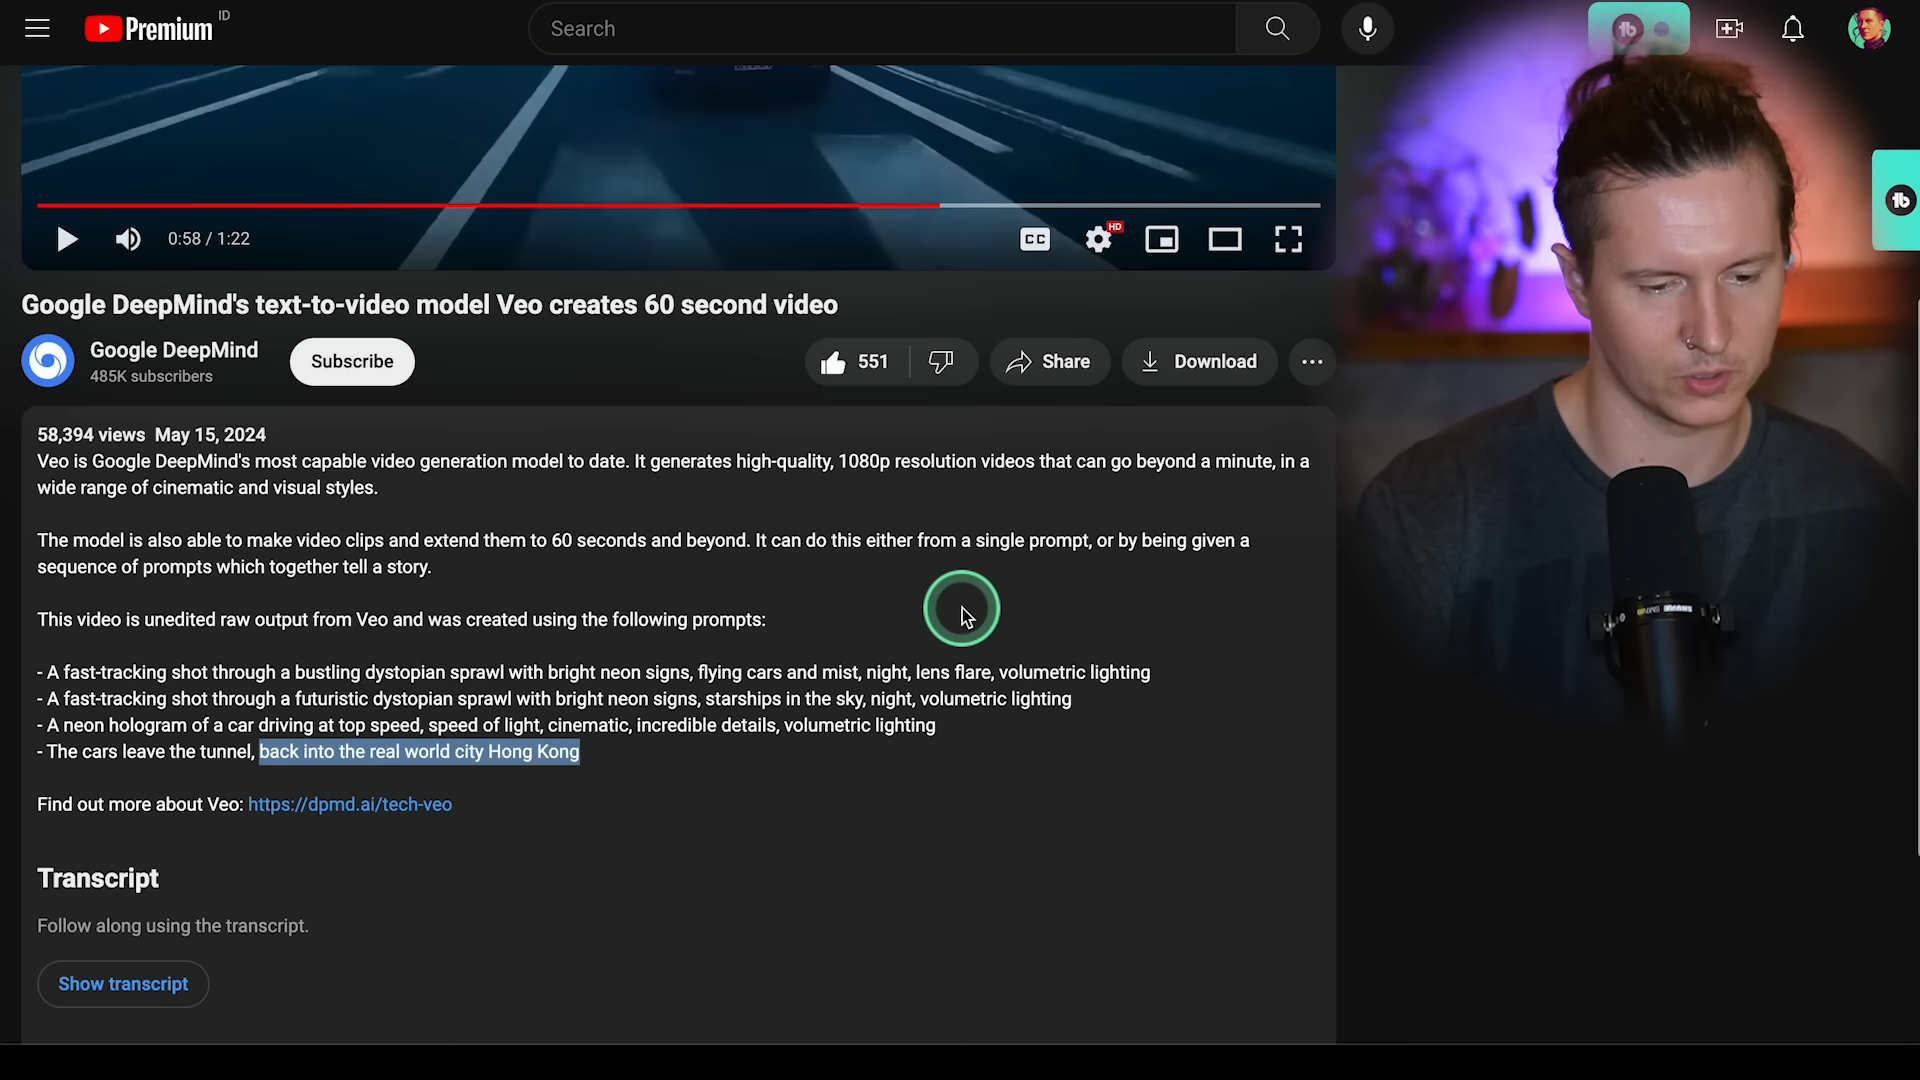 Premium ID
Search
0:58 / 1:22
CC
HD
Google DeepMind's text-to-video model Veo creates 60 second video
Google DeepMind
485K subscribers
Subscribe
551
Share
Download
58,394 views May 15, 2024
Veo is Google DeepMind's most capable video generation model to date. It generates high-quality, 1080p resolution videos that can go beyond a minute, in a
wide range of cinematic and visual styles.
The model is also able to make video clips and extend them to 60 seconds and beyond. It can do this either from a single prompt, or by being given a
sequence of prompts which together tell a story.
This video is unedited raw output from Veo and was created using the following prompts:
- A fast-tracking shot through a bustling dystopian sprawl with bright neon signs, flying cars and mist, night, lens flare, volumetric lighting
- A fast-tracking shot through a futuristic dystopian sprawl with bright neon signs, starships in the sky, night, volumetric lighting
- A neon hologram of a car driving at top speed, speed of light, cinematic, incredible details, volumetric lighting
- The cars leave the tunnel, back into the real world city Hong Kong
Find out more about Veo: https://dpmd.ai/tech-veo
Transcript
Follow along using the transcript.
Show transcript